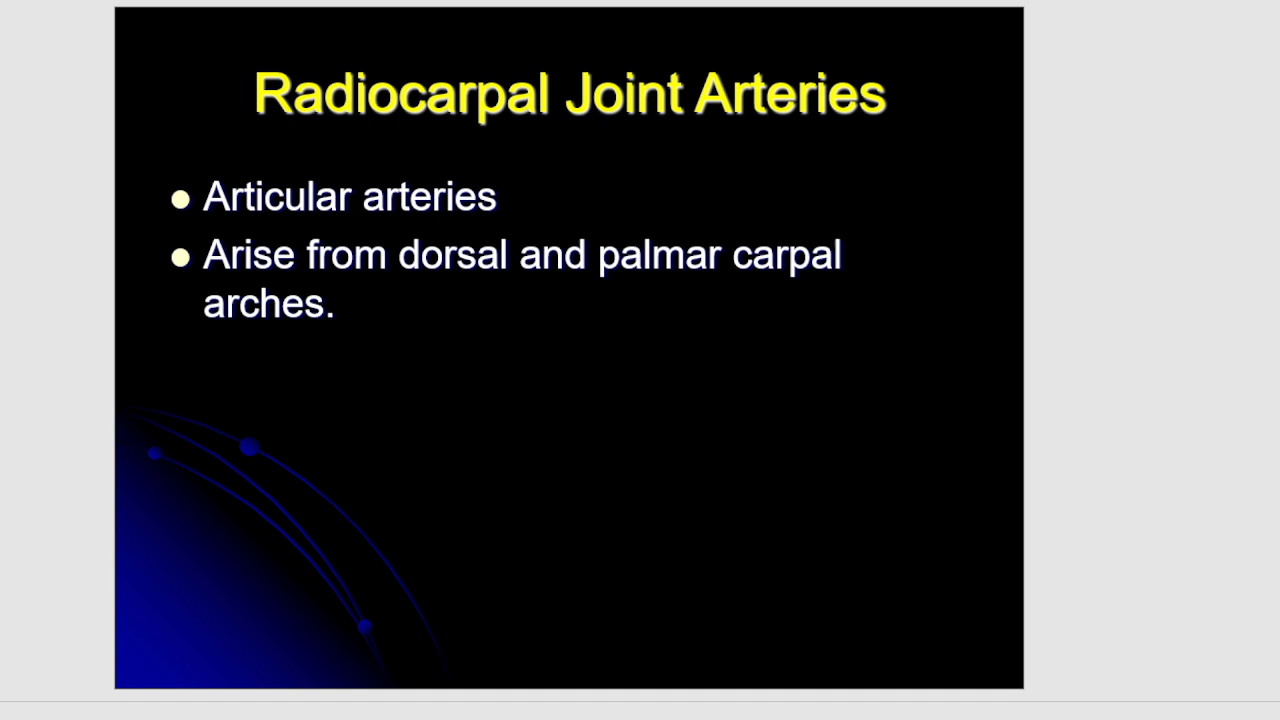 Radiocarpal Joint Arteries
Articular arteries
Arise from dorsal and palmar carpal
arches.